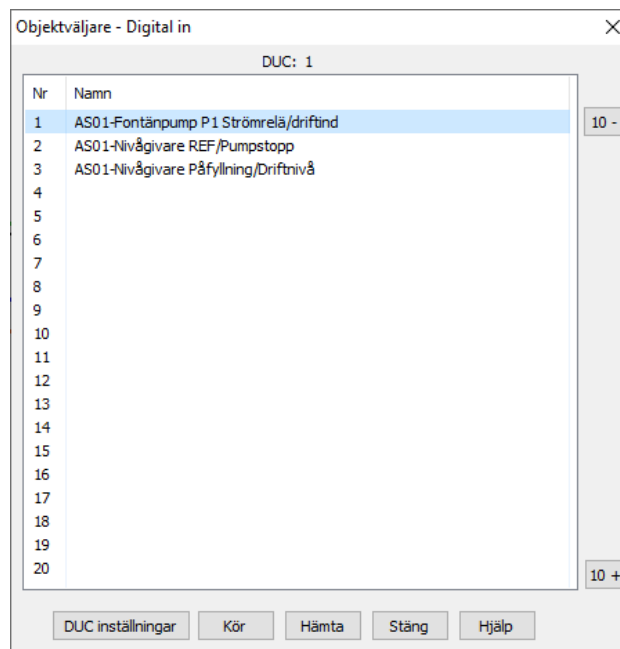 Objektväljare - Digital in
DUC: 1
Nr Namn
1 AS01-Fontänpump P1 Strömrelä/driftind
10 -
2 AS01-Nivågivare REF/Pumpstopp
3 AS01-Nivågivare Påfyllning/Driftnivå
4
5
6
7
8
9
10
11
12
13
14
15
16
17
18
19
20
10 +
DUC inställningar Kör Hämta Stäng Hjälp